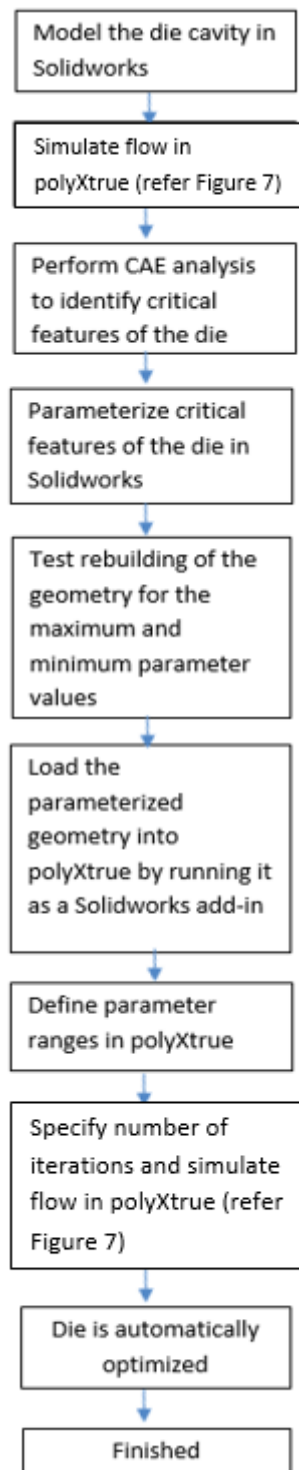 Model the die cavity in
Solidworks
Simulate flow in
polyXtrue (refer Figure 7)
Perform CAE analysis
to identify critical
features of the die
Parameterize critical
features of the die in
Solidworks
Test rebuilding of the
geometry for the
maximum and
minimum parameter
values
Load the
parameterized
geometry into
polyXtrue by running it
as a Solidworks add-in
Define parameter
ranges in polyXtrue
Specify number of
iterations and simulate
flow in polyXtrue (refer
Figure 7)
Die is automatically
optimized
Finished